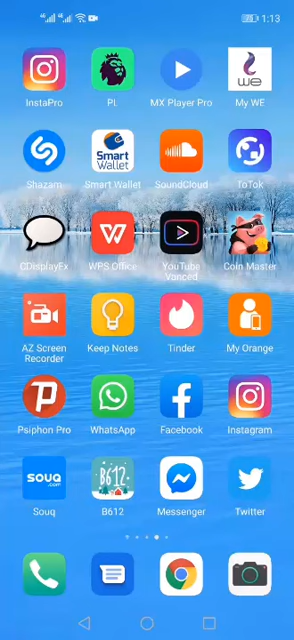 1:13
InstaPro
PL
MX Player Pro
we
My WE
Shazam
Smart
Wallet
Smart Wallet
SoundCloud
ToTok
CDisplayEx
WPS Office
YouTube
Vanced
Coin Master
AZ Screen
Recorder
Keep Notes
Tinder
My Orange
Psiphon Pro
WhatsApp
Facebook
Instagram
SOUQ
.com
Souq
B612
B612
Messenger
Twitter